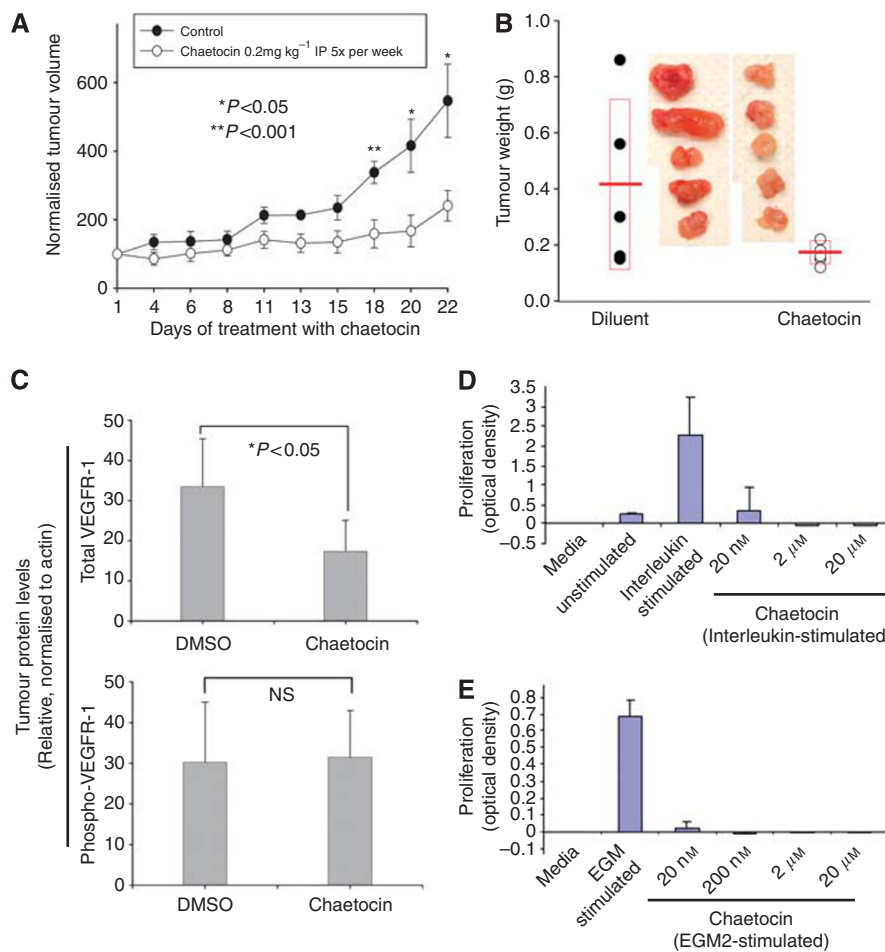 A
Control
Chaetocin 0.2mg kg⁻¹ IP 5x per week
Normalised tumour volume
600
400
200
0
*P<0.05
**P<0.001
**
*
*
1 4 6 8 11 13 15 18 20 22
Days of treatment with chaetocin
B
Tumour weight (g)
1.0
0.8
0.6
0.4
0.2
0.0
Diluent Chaetocin
C
Tumour protein levels
(Relative, normalised to actin)
Total VEGFR-1
50
40
30
20
10
0
*P<0.05
DMSO Chaetocin
Phospho-VEGFR-1
50
40
30
20
10
0
NS
DMSO Chaetocin
D
Proliferation
(optical density)
3.5
3
2.5
2
1.5
1
0.5
0
−0.5
Media
unstimulated
Interleukin
stimulated
20 nM
2 µM
20 µM
Chaetocin
(Interleukin-stimulated
E
Proliferation
(optical density)
0.8
0.7
0.6
0.5
0.4
0.3
0.2
0.1
0
−0.1
Media
EGM
stimulated
20 nM
200 nM
2 µM
20 µM
Chaetocin
(EGM2-stimulated)